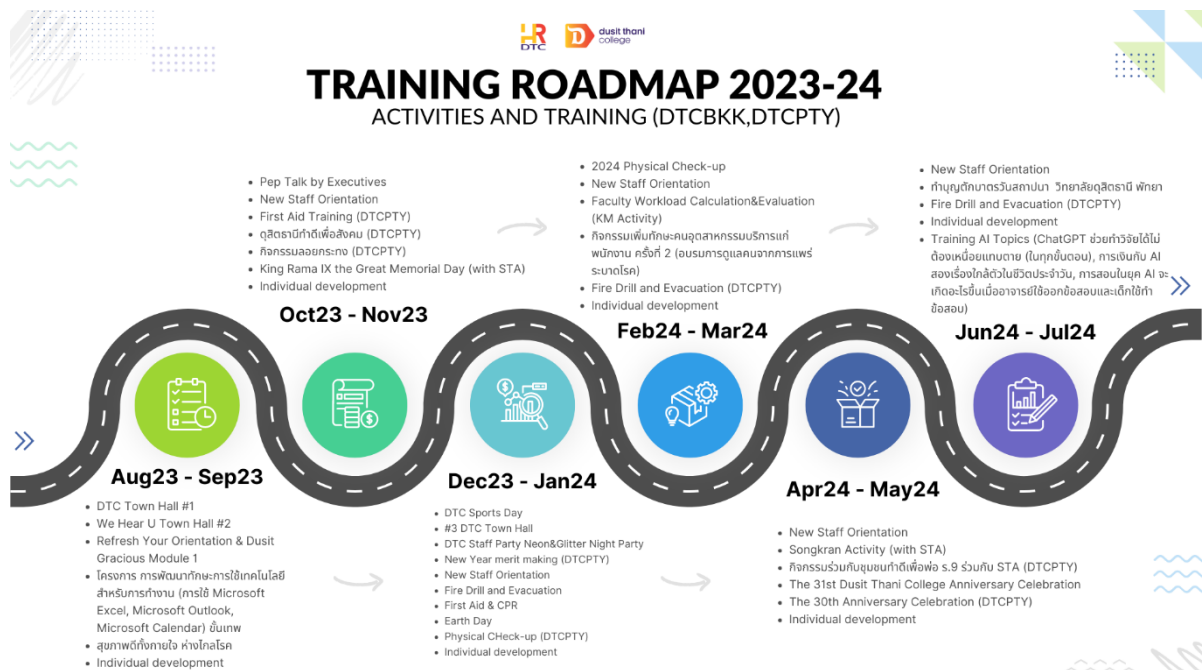 HR
DTC
dusit thani
college
TRAINING ROADMAP 2023-24
ACTIVITIES AND TRAINING (DTCBKK,DTCPTY)
• Pep Talk by Executives
• New Staff Orientation
• First Aid Training (DTCPTY)
• ดุสิตธานีทำดีเพื่อสังคม (DTCPTY)
• กิจกรรมลอยกระทง (DTCPTY)
• King Rama IX the Great Memorial Day (with STA)
• Individual development
Oct23 - Nov23
• 2024 Physical Check-up
• New Staff Orientation
• Faculty Workload Calculation&Evaluation
(KM Activity)
• กิจกรรมเพิ่มทักษะคนอุตสาหกรรมบริการแก่
พนักงาน ครั้งที่ 2 (อบรมการดูแลคนจากการแพร่
ระบาดโรค)
• Fire Drill and Evacuation (DTCPTY)
• Individual development
Feb24 - Mar24
• New Staff Orientation
• ทำบุญตักบาตรวันสถาปนา วิทยาลัยดุสิตธานี พัทยา
• Fire Drill and Evacuation (DTCPTY)
• Individual development
• Training AI Topics (ChatGPT ช่วยทำวิจัยได้ไม่
ต้องเหนื่อยแทบตาย (ในทุกขั้นตอน), การเงินกับ AI
สองเรื่องใกล้ตัวในชีวิตประจำวัน, การสอนในยุค AI จะ
เกิดอะไรขึ้นเมื่ออาจารย์ใช้ออกข้อสอบและเด็กใช้ทำ
ข้อสอบ)
Jun24 - Jul24
Aug23 - Sep23
• DTC Town Hall #1
• We Hear U Town Hall #2
• Refresh Your Orientation & Dusit
Gracious Module 1
• โครงการ การพัฒนาทักษะการใช้เทคโนโลยี
สำหรับการทำงาน (การใช้ Microsoft
Excel, Microsoft Outlook,
Microsoft Calendar) ขั้นเทพ
• สุขภาพดีทั้งกายใจ ห่างไกลโรค
• Individual development
Dec23 - Jan24
• DTC Sports Day
• #3 DTC Town Hall
• DTC Staff Party Neon&Glitter Night Party
• New Year merit making (DTCPTY)
• New Staff Orientation
• Fire Drill and Evacuation
• First Aid & CPR
• Earth Day
• Physical CHeck-up (DTCPTY)
• Individual development
Apr24 - May24
• New Staff Orientation
• Songkran Activity (with STA)
• กิจกรรมร่วมกับชุมชนทำดีเพื่อพ่อ ร.9 ร่วมกับ STA (DTCPTY)
• The 31st Dusit Thani College Anniversary Celebration
• The 30th Anniversary Celebration (DTCPTY)
• Individual development